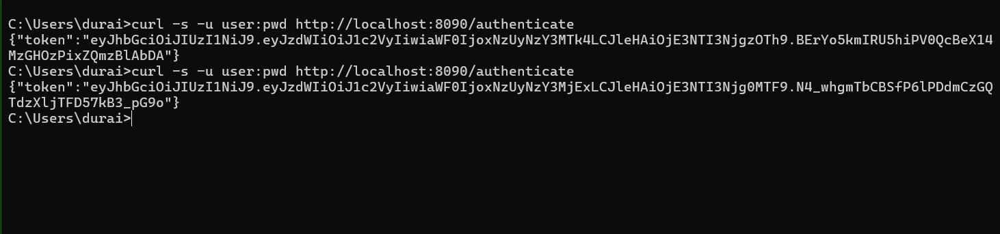 C:\Users\durai>curl -s -u user:pwd http://localhost:8090/authenticate
{"token":"eyJhbGciOiJIUzI1NiJ9.eyJzdWIiOiJ1c2VyIiwiaWF0IjoxNzUyNzY3MTk4LCJleHAiOjE3NTI3NjgzOTh9.BErYo5kmIRU5hiPV0QcBeX14
MzGHOzPixZQmzBlAbDA"}
C:\Users\durai>curl -s -u user:pwd http://localhost:8090/authenticate
{"token":"eyJhbGciOiJIUzI1NiJ9.eyJzdWIiOiJ1c2VyIiwiaWF0IjoxNzUyNzY3MjExLCJleHAiOjE3NTI3Njg0MTF9.N4_whgmTbCBSfP6lPDdmCzGQ
TdzXljTFD57kB3_pG9o"}
C:\Users\durai>